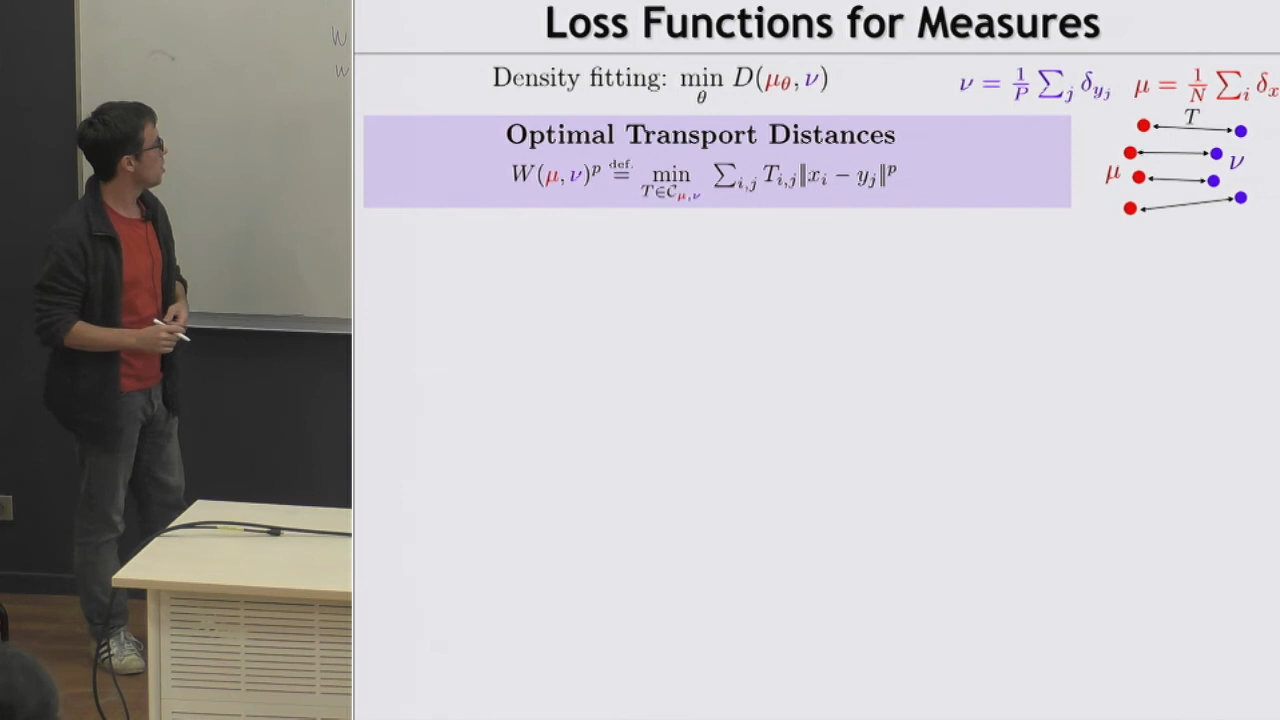 W
w
Loss Functions for Measures
Density fitting: min_θ D(μ_θ, ν)
ν = 1/P ∑_j δ_{y_j} μ = 1/N ∑_i δ_x
Optimal Transport Distances
W(μ, ν)^p ≝ min_{T∈𝒞_{μ,ν}} ∑_{i,j} T_{i,j} ‖x_i − y_j‖^p
T
μ
ν